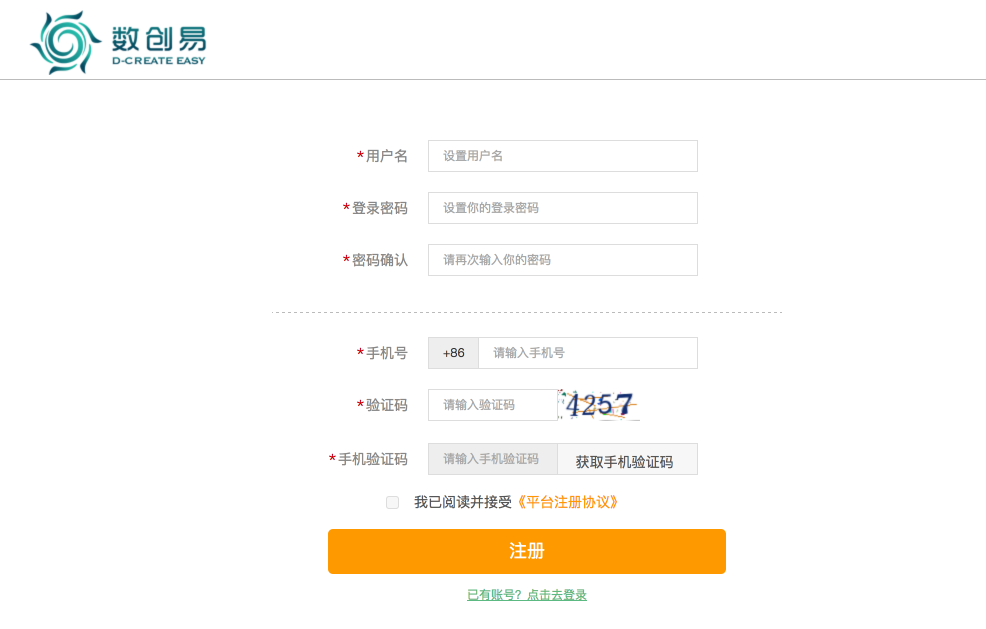 数创易
D-CREATE EASY
*用户名 设置用户名
*登录密码 设置你的登录密码
*密码确认 请再次输入你的密码
*手机号 +86 请输入手机号
*验证码 请输入验证码 4257
*手机验证码 请输入手机验证码 获取手机验证码
我已阅读并接受《平台注册协议》
注册
已有账号？点击去登录